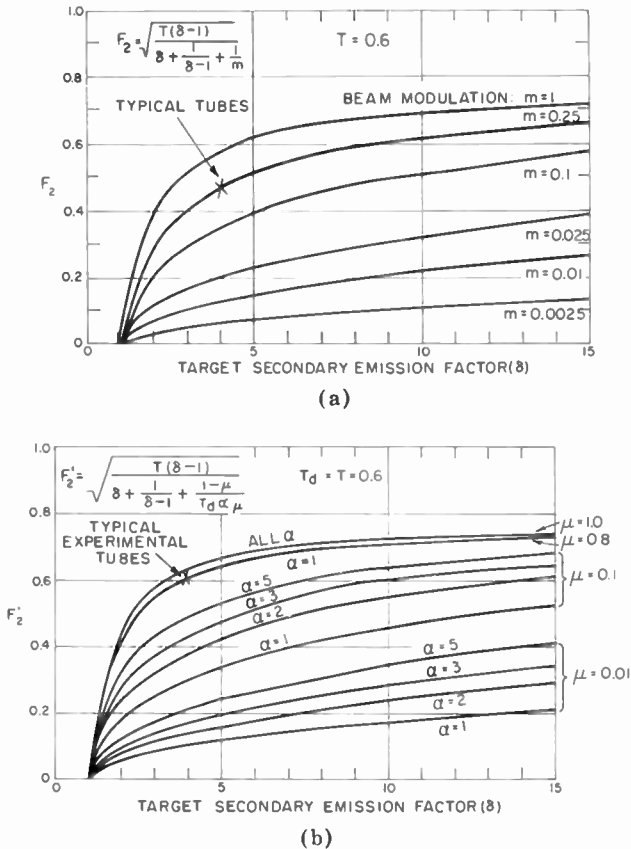 F₂ = √(T(δ-1) / (δ + 1/(δ-1) + 1/m))
T = 0.6
TYPICAL TUBES
BEAM MODULATION: m = 1
m = 0.25
m = 0.1
m = 0.025
m = 0.01
m = 0.0025
F₂
1.0
0.8
0.6
0.4
0.2
0
0 5 10 15
TARGET SECONDARY EMISSION FACTOR (δ)
(a)
F₂' = √(T(δ-1) / (δ + 1/(δ-1) + (1-μ)/(T_d α μ)))
T_d = T = 0.6
TYPICAL
EXPERIMENTAL
TUBES
ALL α
α = 1
μ = 1.0
μ = 0.8
α = 5
α = 3
α = 2
α = 1
μ = 0.1
α = 5
α = 3
α = 2
α = 1
μ = 0.01
F₂'
1.0
0.8
0.6
0.4
0.2
0
0 5 10 15
TARGET SECONDARY EMISSION FACTOR (δ)
(b)